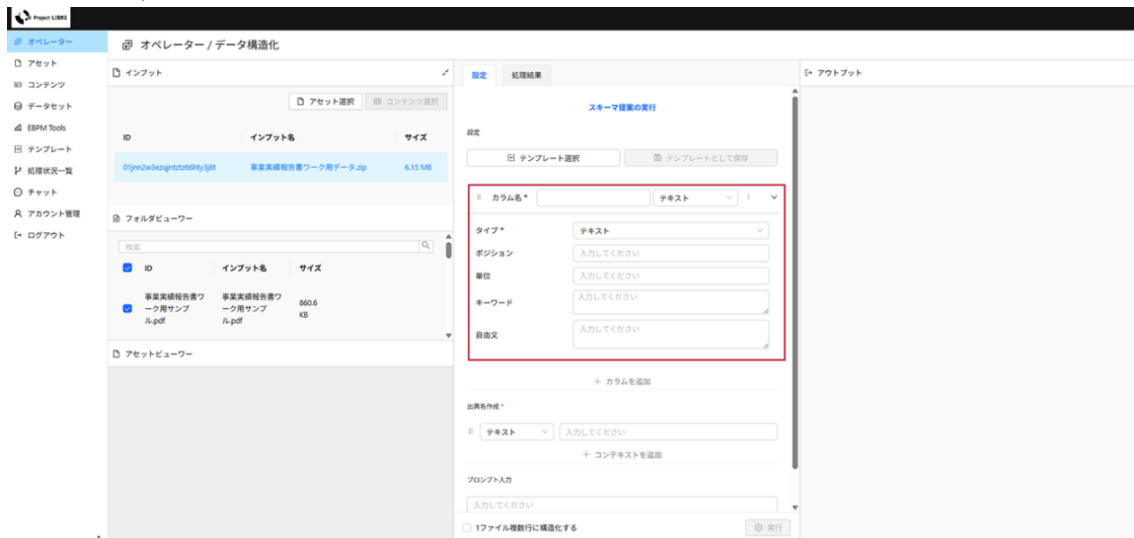 Project LIBRE
オペレーター
アセット
コンテンツ
データセット
EBPM Tools
テンプレート
処理状況一覧
チャット
アカウント管理
ログアウト
オペレーター / データ構造化
インプット
アセット選択
コンテンツ選択
ID インプット名 サイズ
事業実績報告書ワーク用データ.zip 6.15 MB
フォルダビューワー
検索
ID インプット名 サイズ
事業実績報告書ワ
ーク用サンプ
ル.pdf
事業実績報告書ワ
ーク用サンプ
ル.pdf
860.6
KB
アセットビューワー
設定 処理結果
スキーマ提案の実行
設定
テンプレート選択
テンプレートとして保存
カラム名* テキスト
タイプ* テキスト
ポジション 入力してください
単位 入力してください
キーワード 入力してください
自由文 入力してください
+ カラムを追加
出典名作成*
テキスト 入力してください
+ コンテキストを追加
プロンプト入力
入力してください
1ファイル複数行に構造化する
実行
アウトプット